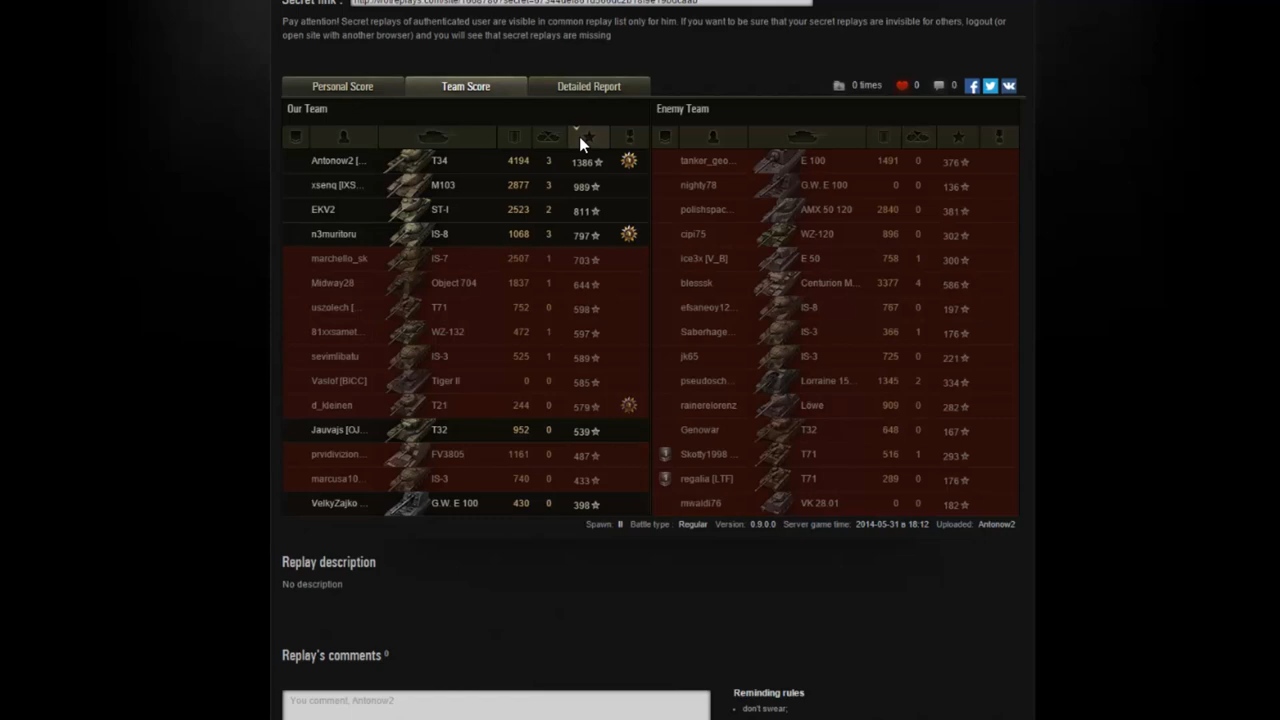 Secret link :
Pay attention! Secret replays of authenticated user are visible in common replay list only for him. If you want to be sure that your secret replays are invisible for others, logout (or
open site with another browser) and you will see that secret replays are missing
Personal Score Team Score Detailed Report 0 times 0 0
Our Team Enemy Team
Antonow2 [... T34 4194 3 1386 tanker_geo... E 100 1491 0 376
xsenq [IXS... M103 2877 3 989 nighty78 G.W. E 100 0 0 136
EKV2 ST-I 2523 2 811 polishspac... AMX 50 120 2840 0 381
n3muritoru IS-8 1068 3 797 cipi75 WZ-120 896 0 302
marchello_sk IS-7 2507 1 703 ice3x [V_B] E 50 758 1 300
Midway28 Object 704 1837 1 644 blesssk Centurion M... 3377 4 586
uszolech [... T71 752 0 598 efsaneoy12... IS-8 767 0 197
81xxsamet... WZ-132 472 1 597 Saberhage... IS-3 366 1 176
sevimlibatu IS-3 525 1 589 jk65 IS-3 725 0 221
Vaslof [BICC] Tiger II 0 0 585 pseudosch... Lorraine 15... 1345 2 334
d_kleinen T21 244 0 579 rainerelorenz Löwe 909 0 282
Jauvajs [OJ... T32 952 0 539 Genowar T32 648 0 167
prvidivizion... FV3805 1161 0 487 Skotty1998 ... T71 516 1 293
marcusa10... IS-3 740 0 433 regalia [LTF] T71 289 0 176
VelkyZajko ... G.W. E 100 430 0 398 mwaldi76 VK 28.01 0 0 182
Spawn: II Battle type : Regular Version: 0.9.0.0 Server game time: 2014-05-31 в 18:12 Uploaded: Antonow2
Replay description
No description
Replay's comments 0
You comment, Antonow2
Reminding rules
• don't swear;